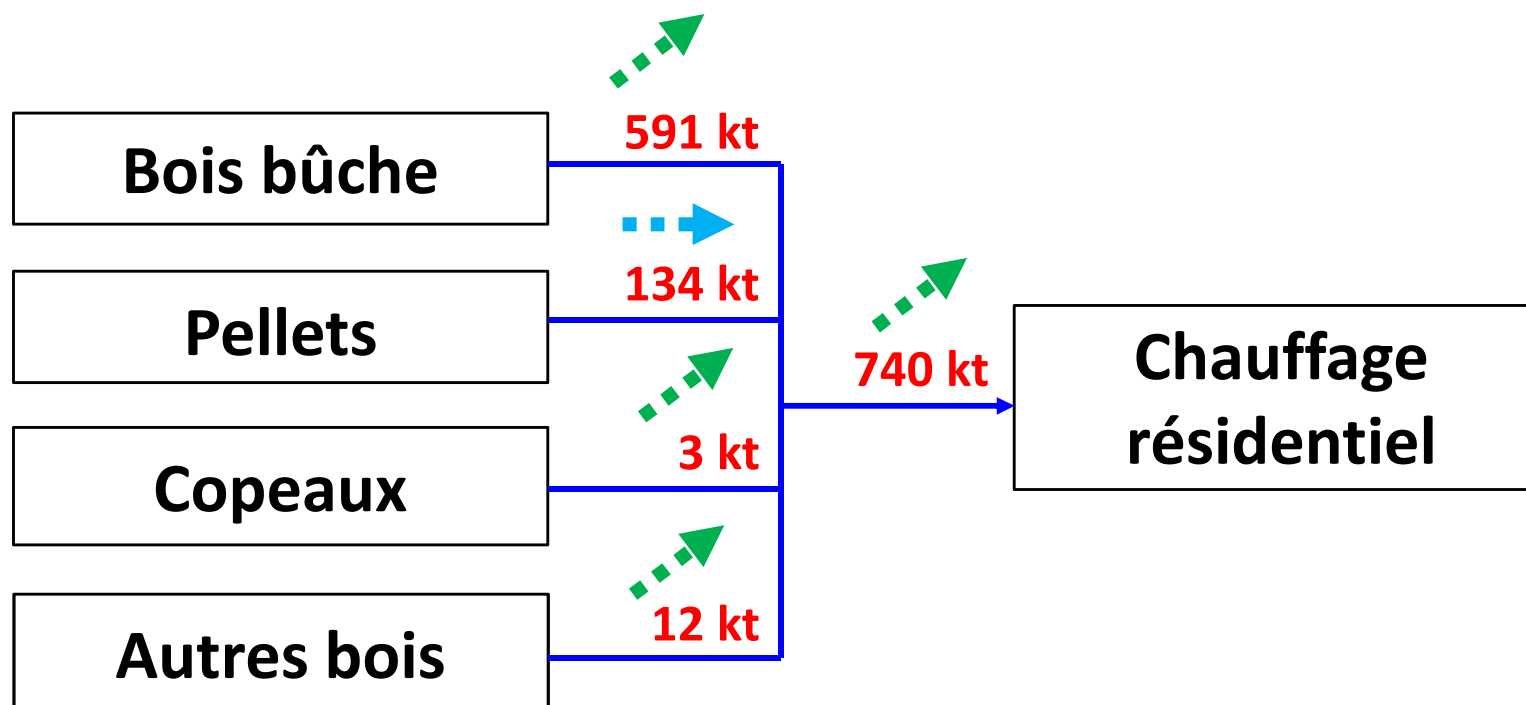 591 kt
Bois bûche
134 kt
Pellets
740 kt
Chauffage
résidentiel
3 kt
Copeaux
12 kt
Autres bois